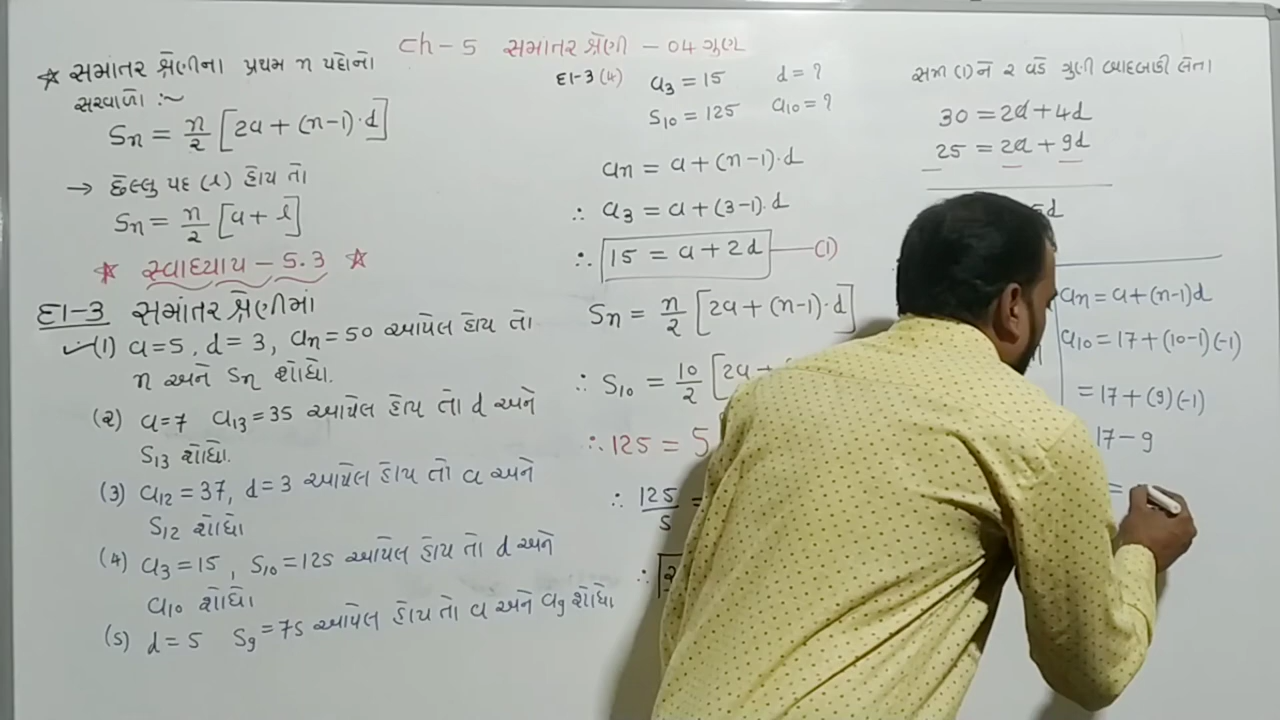 Ch-5 સમાંતર શ્રેણી - 04 ગુણ
☆ સમાંતર શ્રેણીના પ્રથમ n પદોનો
સરવાળો :~
Sn = n/2 [2a + (n-1)·d]
→ છેલ્લુ પદ (l) હોય તો
Sn = n/2 [a + l]
☆ સ્વાધ્યાય - 5.3 ☆
દા-3 સમાંતર શ્રેણીમાં
(1) a=5, d=3, an=50 આપેલ હોય તો
n અને Sn શોધો.
(2) a=7 a13=35 આપેલ હોય તો d અને
S13 શોધો.
(3) a12=37, d=3 આપેલ હોય તો a અને
S12 શોધો
(4) a3=15, S10=125 આપેલ હોય તો d અને
a10 શોધો
(5) d=5 S9=75 આપેલ હોય તો a અને a9 શોધો
દા-3 (4) a3 = 15 d = ?
S10 = 125 a10 = ?
an = a + (n-1)·d
∴ a3 = a + (3-1)·d
∴ 15 = a + 2d —(1)
Sn = n/2 [2a + (n-1)·d]
∴ S10 = 10/2 [2a +
∴ 125 = 5
∴ 125/5 =
∴
સમ (1) ને ૨ વડે ગુણી બાદબાકી લેતા
30 = 2a + 4d
25 = 2a + 9d
5d
an = a + (n-1)d
a10 = 17 + (10-1)(-1)
= 17 + (9)(-1)
17 - 9
=